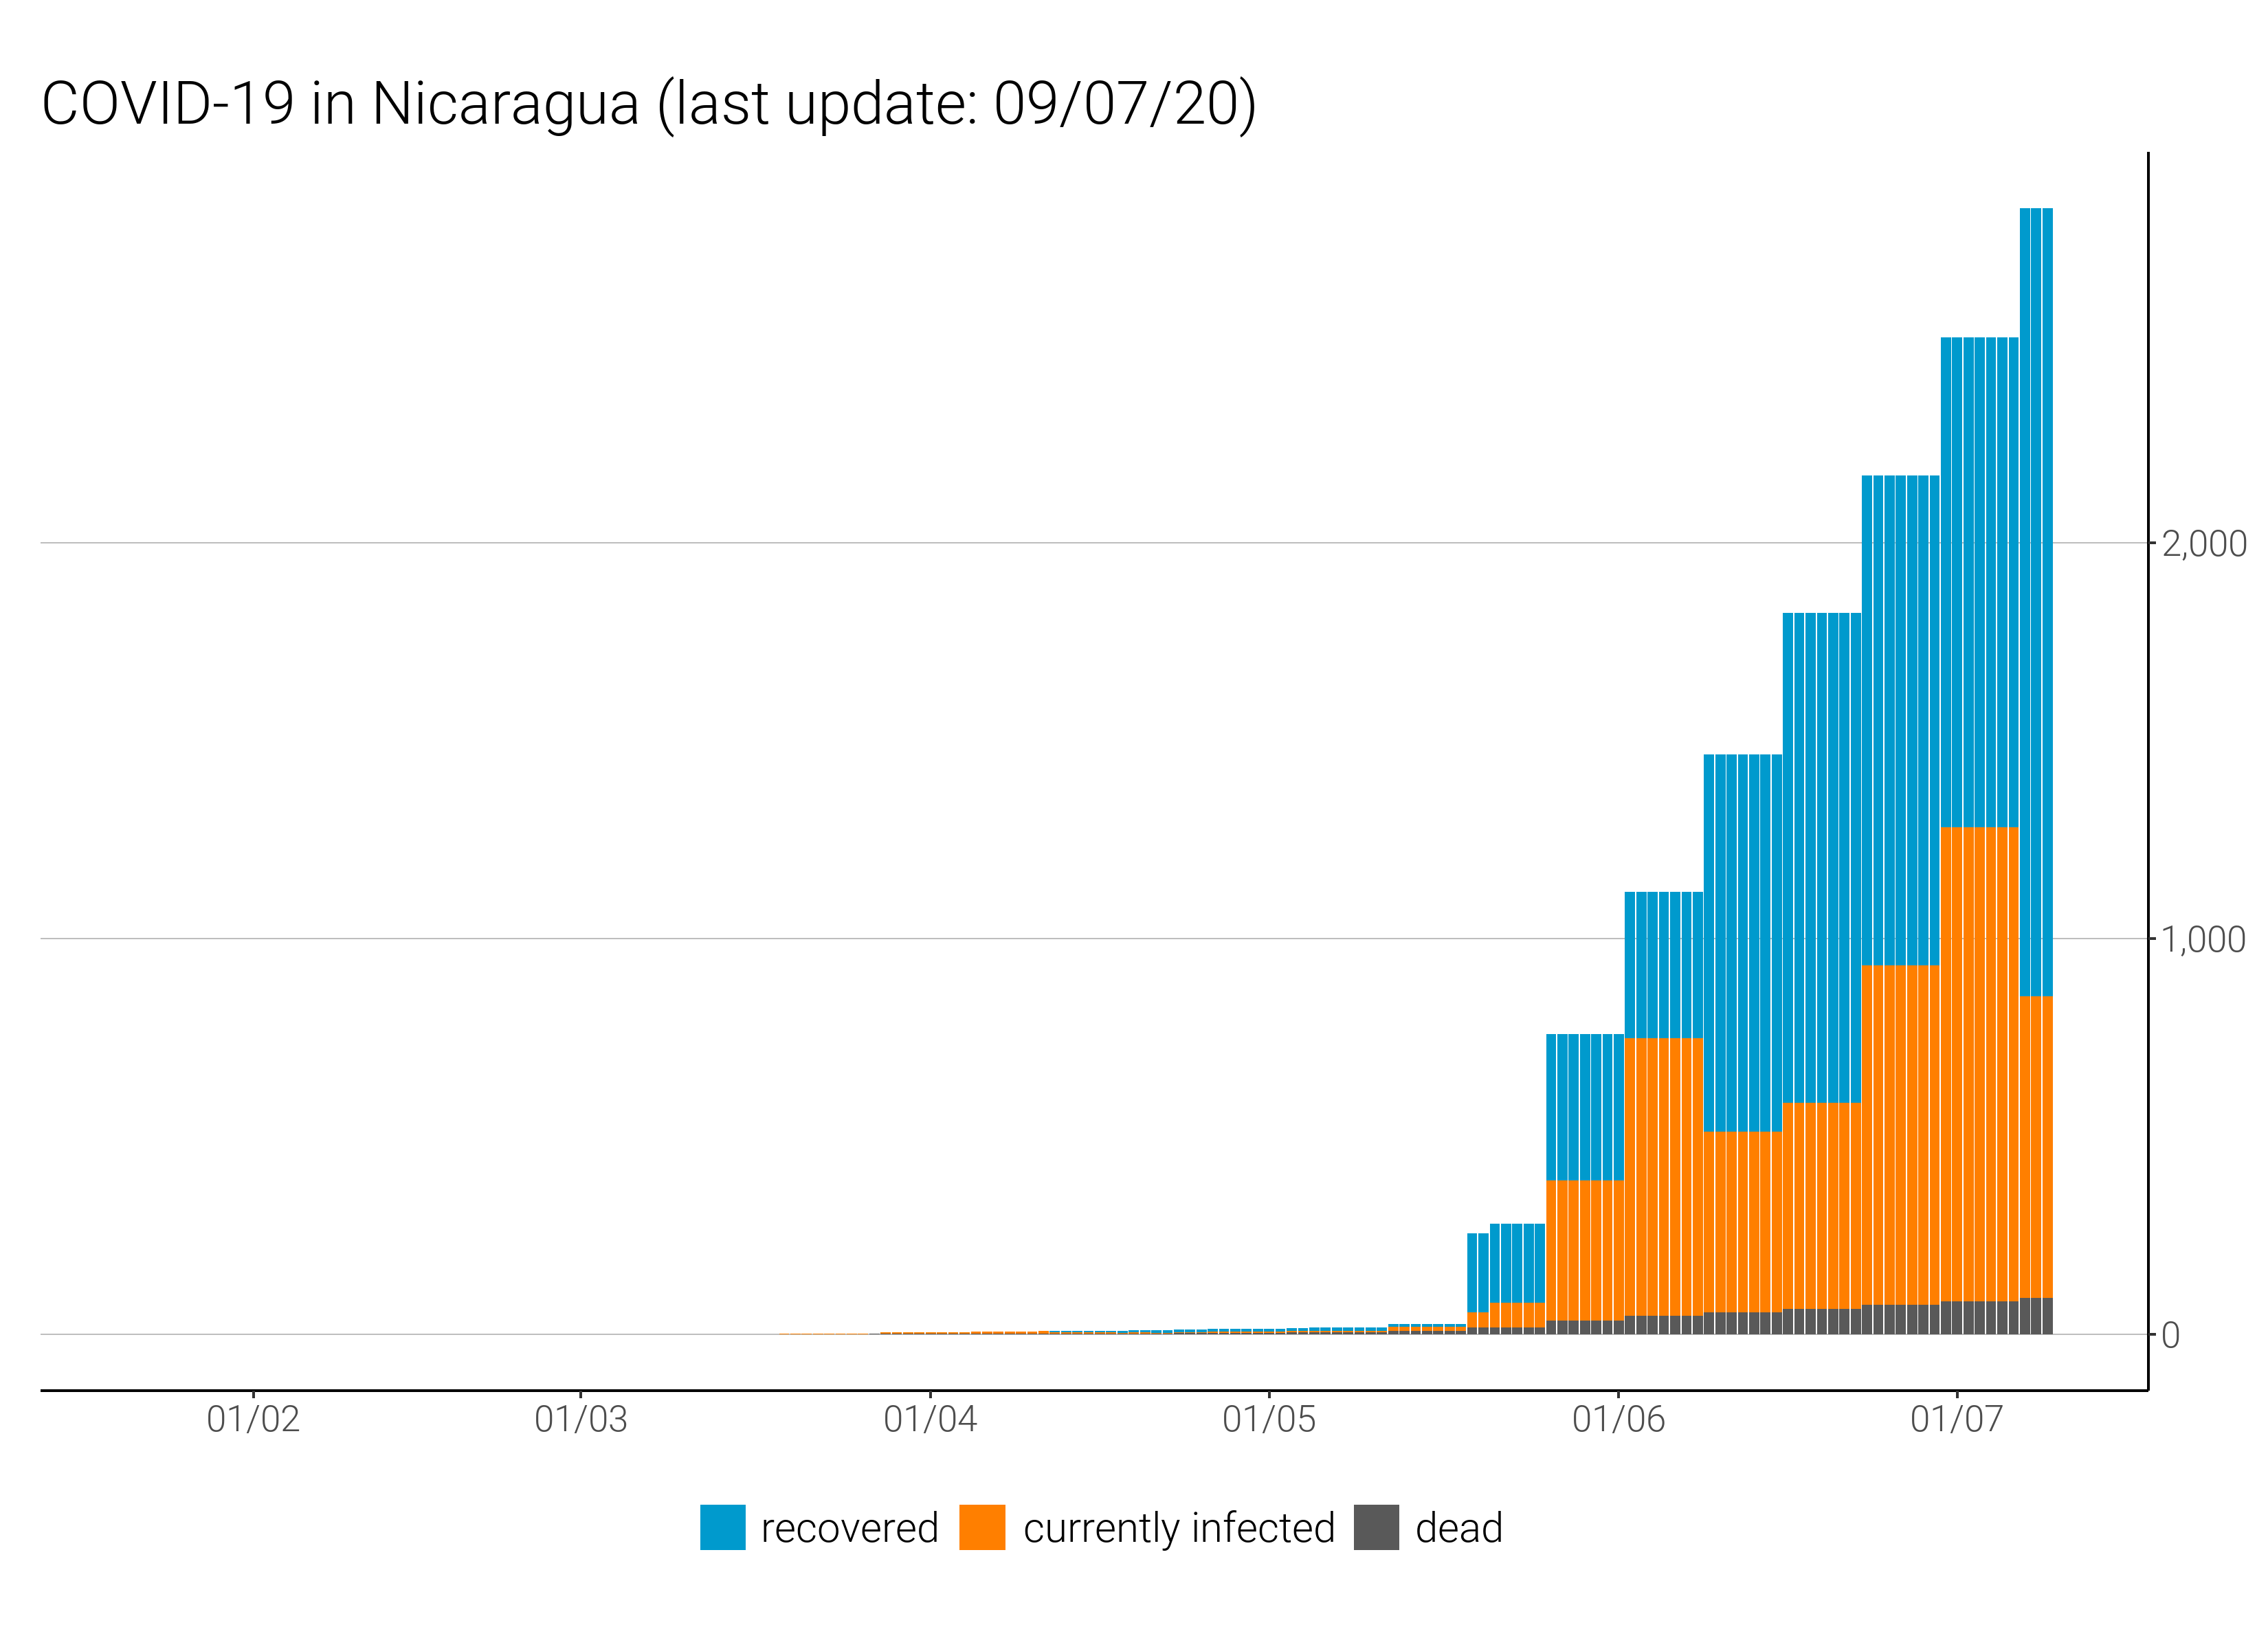 COVID-19 in Nicaragua (last update: 09/07/20)
2,000
1,000
0
01/02 01/03 01/04 01/05 01/06 01/07
recovered currently infected dead